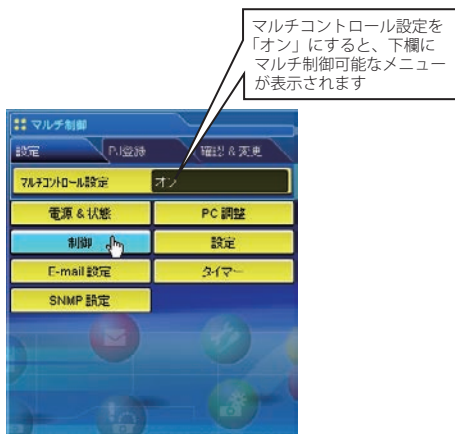 マルチコントロール設定を
「オン」にすると、下欄に
マルチ制御可能なメニュー
が表示されます
マルチ制御
設定 PJ登録 確認 & 変更
マルチコントロール設定 オン
電源 & 状態 PC 調整
制御 設定
E-mail 設定 タイマー
SNMP 設定